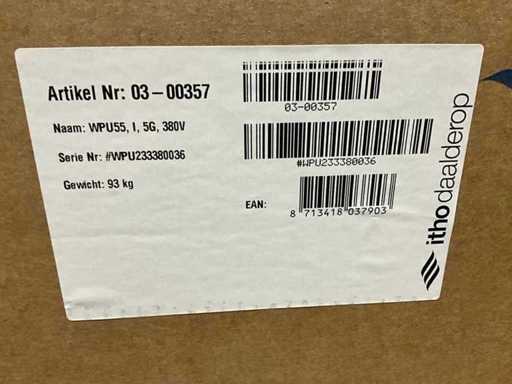 Artikel Nr: 03-00357
03-00357
Naam: WPU55, I, 5G, 380V
Serie Nr: #WPU233380036
#WPU233380036
Gewicht: 93 kg
EAN:
8 713418 037903
ithodaalderop